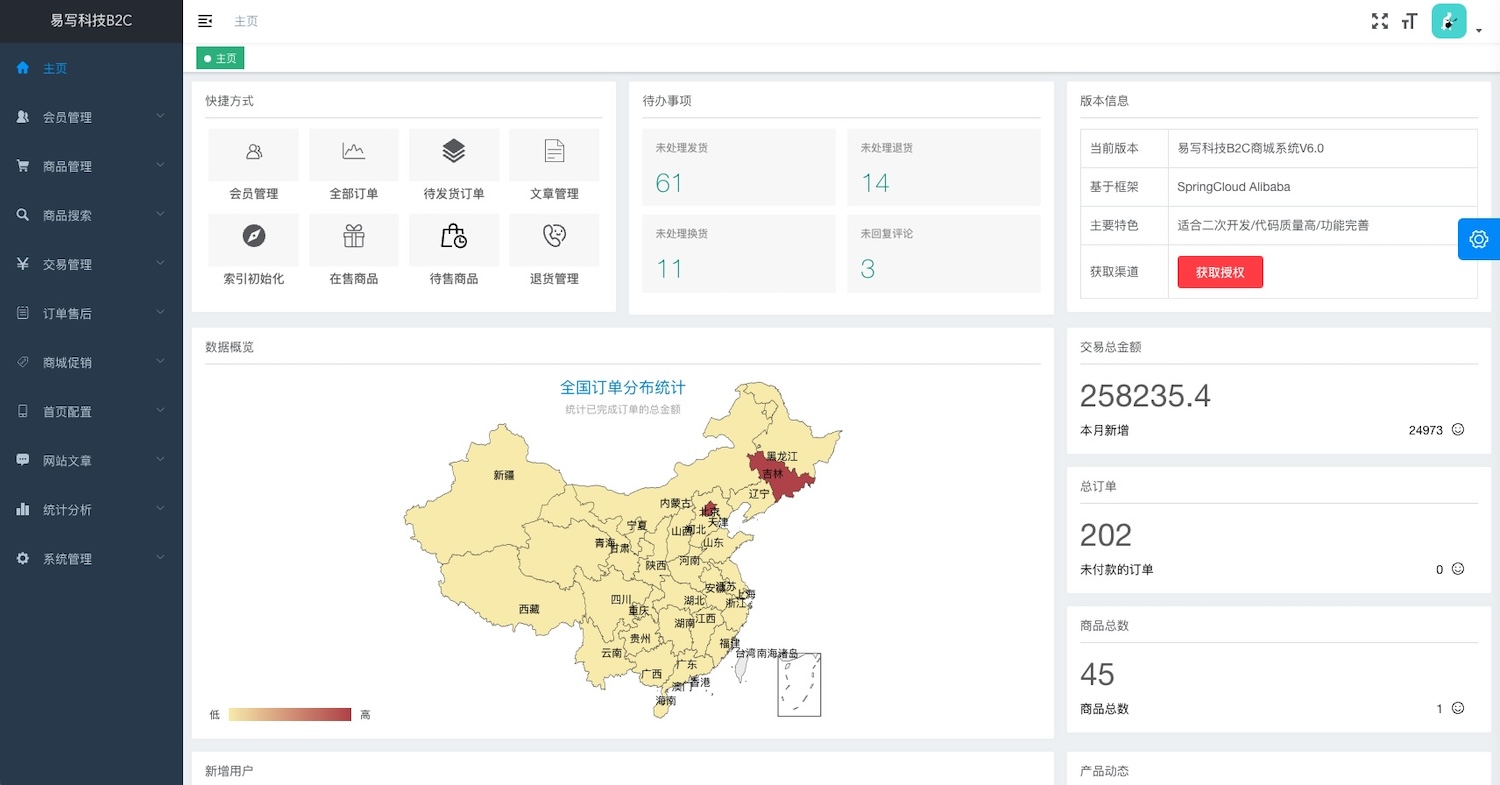 易写科技B2C
主页
会员管理
商品管理
商品搜索
交易管理
订单售后
商城促销
首页配置
网站文章
统计分析
系统管理
主页
主页
快捷方式
会员管理
全部订单
待发货订单
文章管理
索引初始化
在售商品
待售商品
退货管理
待办事项
未处理发货
61
未处理退货
14
未处理换货
11
未回复评论
3
版本信息
当前版本 易写科技B2C商城系统V6.0
基于框架 SpringCloud Alibaba
主要特色 适合二次开发/代码质量高/功能完善
获取渠道 获取授权
数据概览
全国订单分布统计
统计已完成订单的总金额
黑龙江
吉林
辽宁
新疆
内蒙古
北京
天津
宁夏
山西
河北
青海
甘肃
山东
陕西
河南
安徽
江苏
上海
西藏
四川
重庆
湖北
浙江
湖南
江西
贵州
福建
云南
台湾
南海诸岛
广西
广东
澳门
香港
海南
低
高
交易总金额
258235.4
本月新增 24973
总订单
202
未付款的订单 0
商品总数
45
商品总数 1
新增用户
产品动态